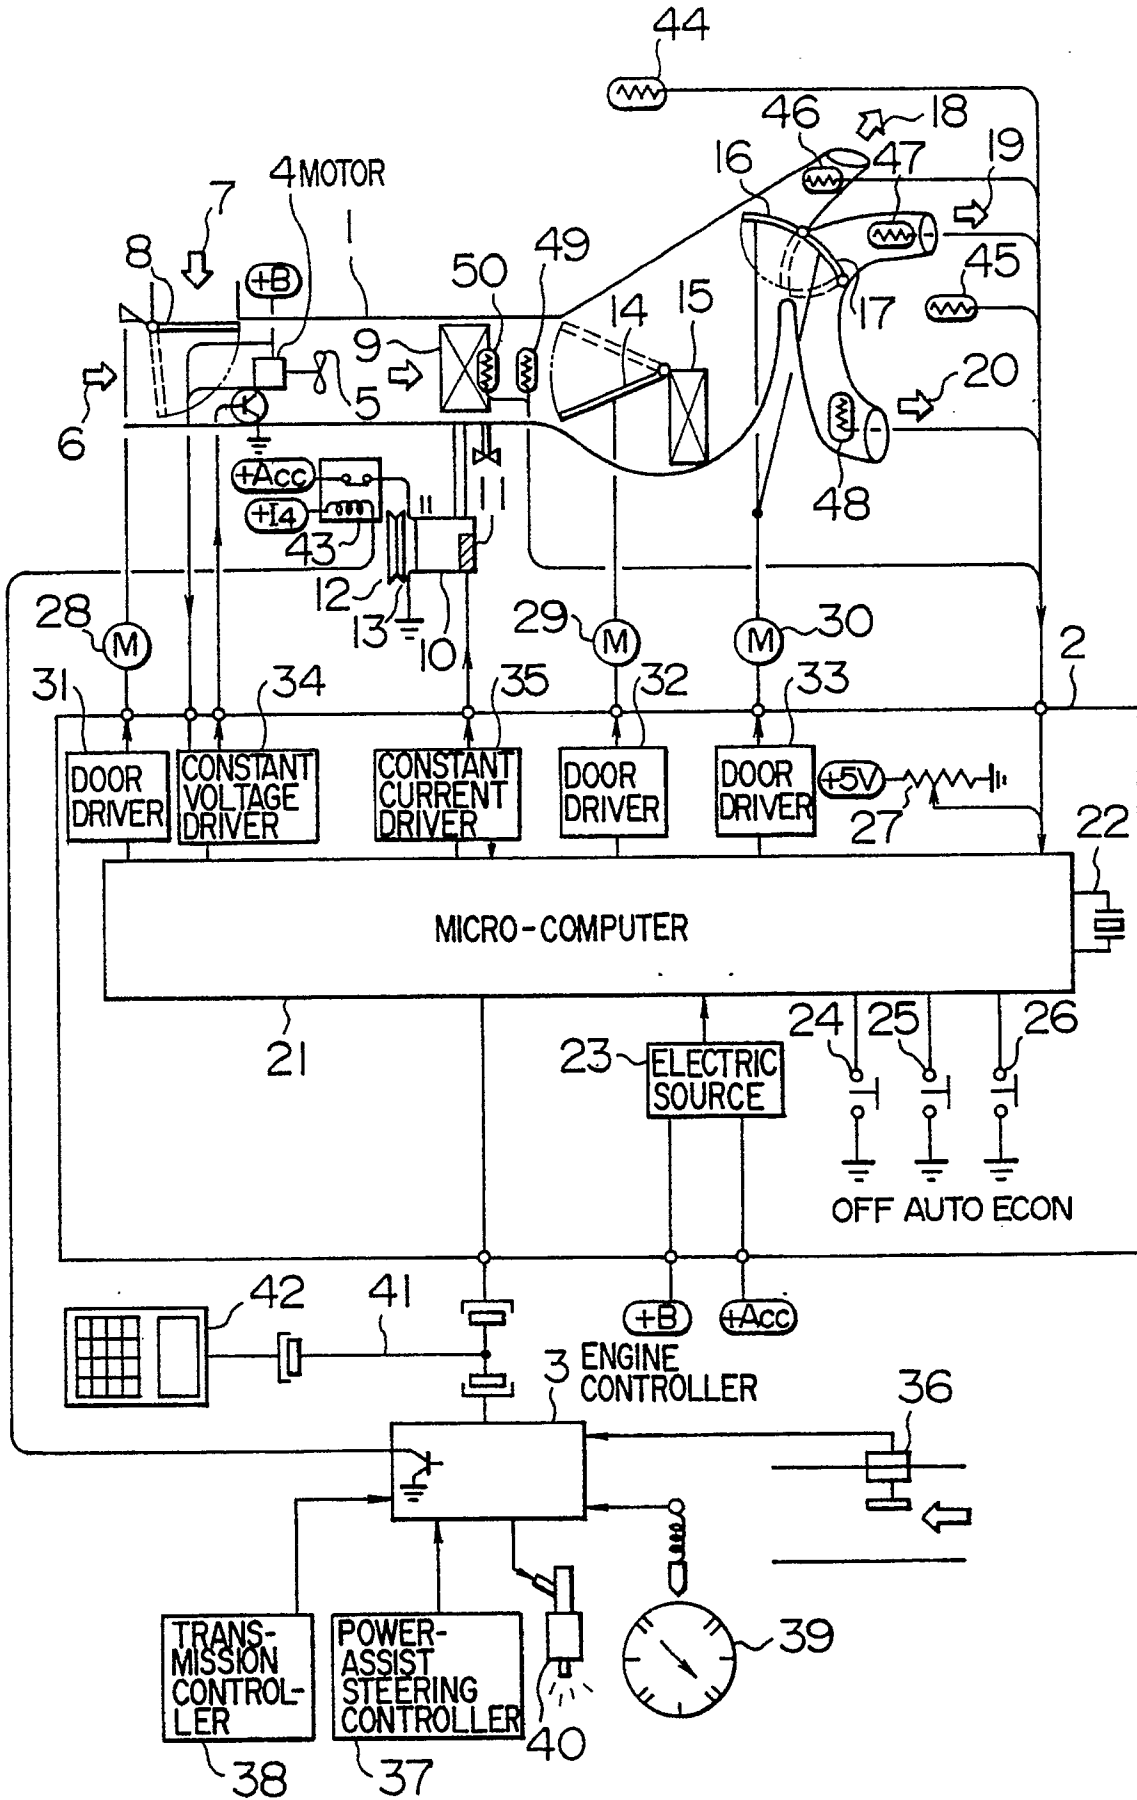 44
46
18
16
47
19
7
4 MOTOR
1
8
+B
50
49
15
45
14
17
9
5
6
20
+Acc
11
11
48
+I4
43
12
13
10
28
M
29
M
M
30
2
31
34
35
32
33
DOOR DRIVER
CONSTANT VOLTAGE DRIVER
CONSTANT CURRENT DRIVER
DOOR DRIVER
DOOR DRIVER
+5V
27
22
MICRO-COMPUTER
21
23
ELECTRIC SOURCE
24
25
26
OFF AUTO ECON
42
41
+B
+Acc
3
ENGINE
CONTROLLER
36
TRANS-
MISSION
CONTROL-
LER
POWER-
ASSIST
STEERING
CONTROLLER
40
39
38
37